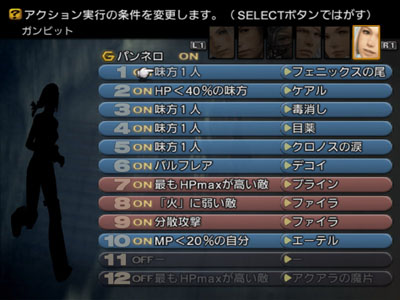 アクション実行の条件を変更します。（SELECTボタンではがす）
ガンビット
L1 R1
パンネロ ON
1 ON 味方1人 フェニックスの尾
2 ON HP＜40%の味方 ケアル
3 ON 味方1人 毒消し
4 ON 味方1人 目薬
5 ON 味方1人 クロノスの涙
6 ON バルフレア デコイ
7 ON 最もHPmaxが高い敵 ブライン
8 ON 「火」に弱い敵 ファイラ
9 ON 分散攻撃 ファイラ
10 ON MP＜20%の自分 エーテル
11 OFF − −
12 OFF 最もHPmaxが高い敵 アクアラの魔片